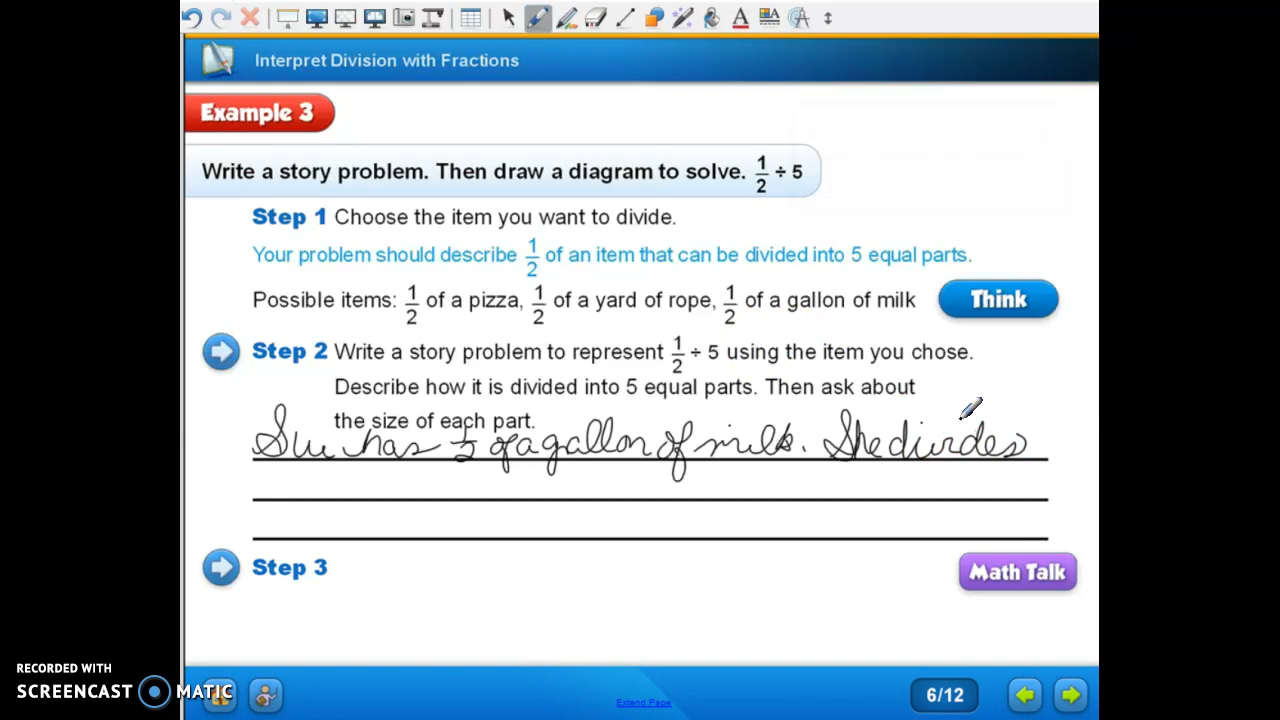 Interpret Division with Fractions
Example 3
Write a story problem. Then draw a diagram to solve. 1/2 ÷ 5
Step 1 Choose the item you want to divide.
Your problem should describe 1/2 of an item that can be divided into 5 equal parts.
Possible items: 1/2 of a pizza, 1/2 of a yard of rope, 1/2 of a gallon of milk
Think
Step 2 Write a story problem to represent 1/2 ÷ 5 using the item you chose.
Describe how it is divided into 5 equal parts. Then ask about
the size of each part.
Sue has 1/2 of a gallon of milk. She divides
Step 3
Math Talk
RECORDED WITH
SCREENCAST MATIC
6/12
Extend Page